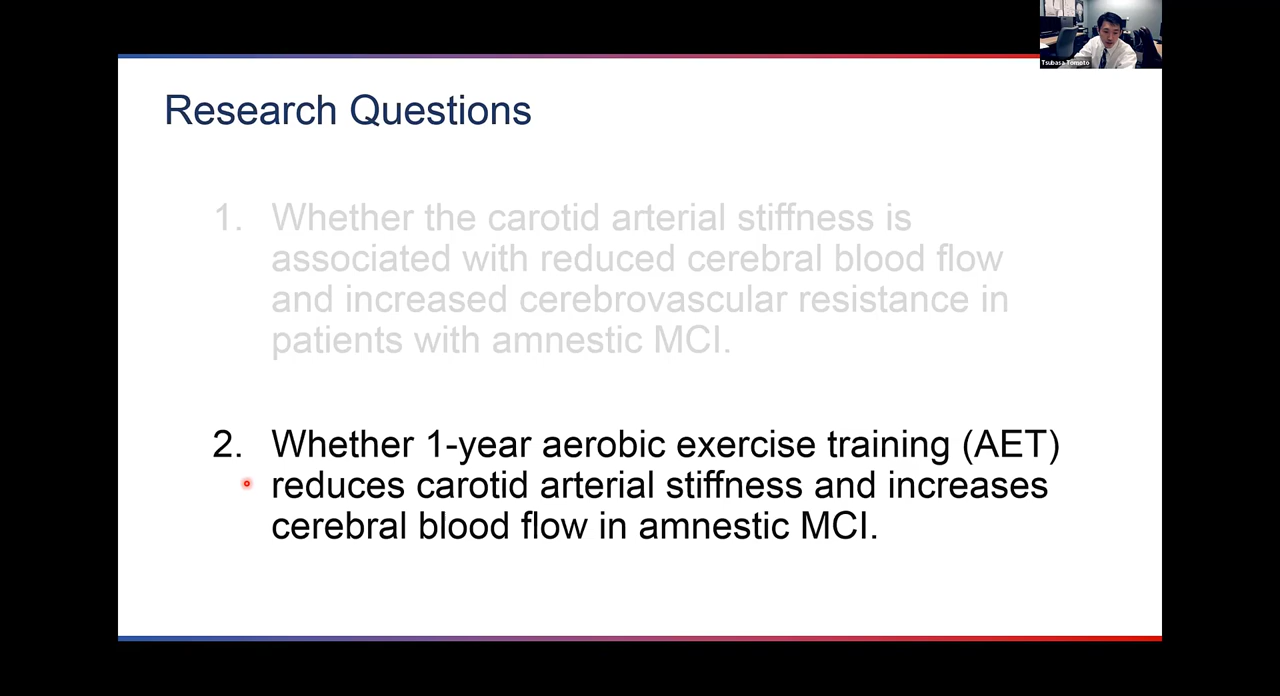 Tsubasa Tomoto
Research Questions
1. Whether the carotid arterial stiffness is
associated with reduced cerebral blood flow
and increased cerebrovascular resistance in
patients with amnestic MCI.
2. Whether 1-year aerobic exercise training (AET)
reduces carotid arterial stiffness and increases
cerebral blood flow in amnestic MCI.